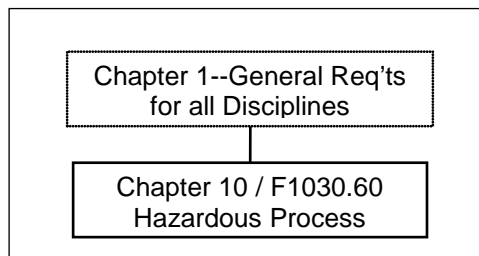 Chapter 1--General Req’ts
for all Disciplines
Chapter 10 / F1030.60
Hazardous Process